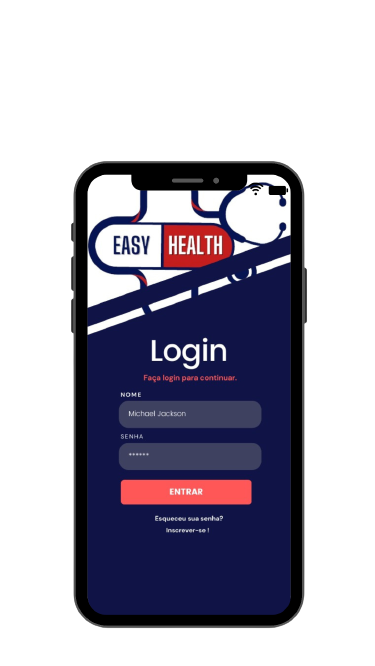 EASY HEALTH
Login
Faça login para continuar.
NOME
Michael Jackson
SENHA
******
ENTRAR
Esqueceu sua senha?
Inscrever-se !